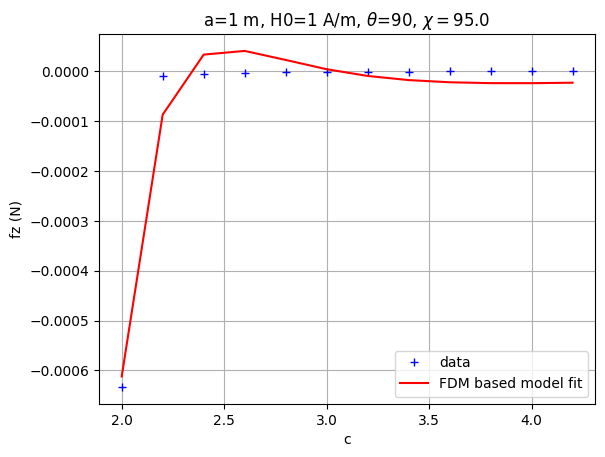 a=1 m, H0=1 A/m, θ=90, χ = 95.0
0.0000
−0.0001
−0.0002
−0.0003
−0.0004
−0.0005
−0.0006
fz (N)
data
FDM based model fit
2.0 2.5 3.0 3.5 4.0
c